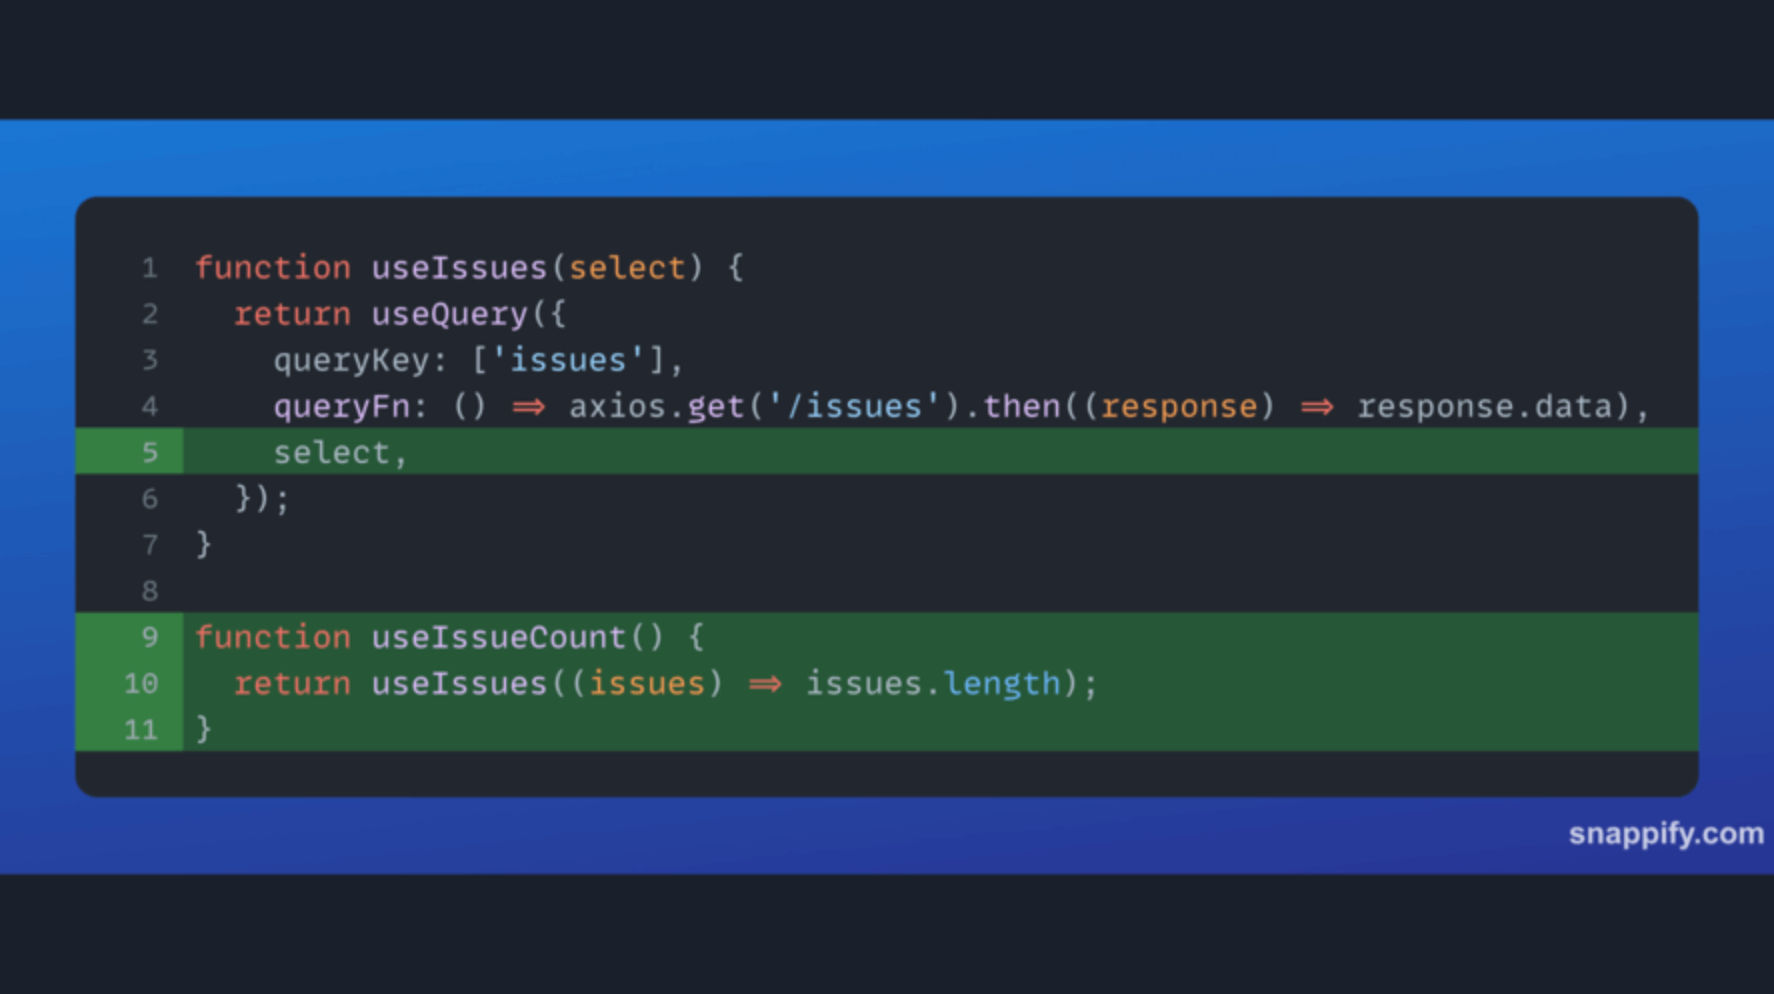 1 function useIssues(select) {
2 return useQuery({
3 queryKey: ['issues'],
4 queryFn: () => axios.get('/issues').then((response) => response.data),
5 select,
6 });
7 }
8
9 function useIssueCount() {
10 return useIssues((issues) => issues.length);
11 }
snappify.com